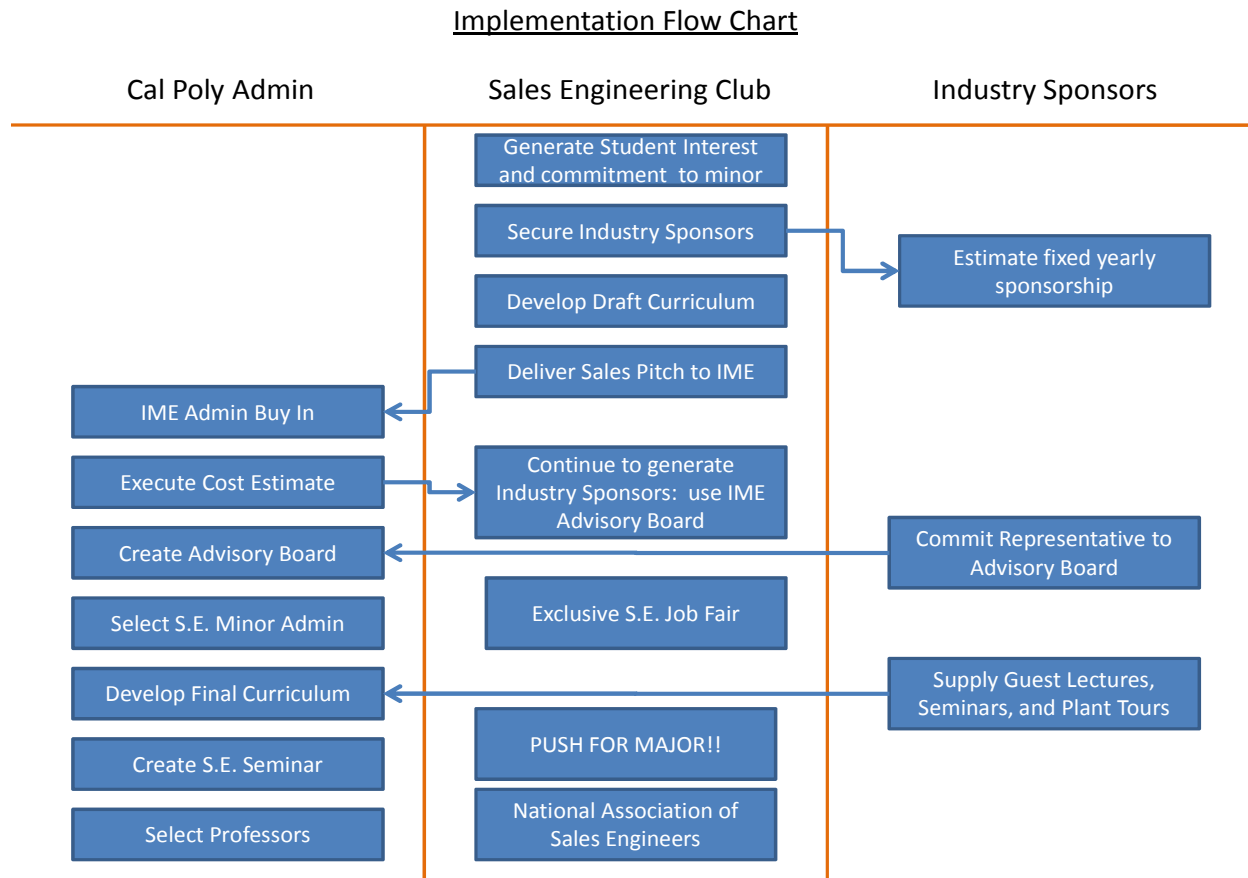 Implementation Flow Chart
Cal Poly Admin
Sales Engineering Club
Industry Sponsors
Generate Student Interest
and commitment to minor
Secure Industry Sponsors
Estimate fixed yearly
sponsorship
Develop Draft Curriculum
Deliver Sales Pitch to IME
IME Admin Buy In
Execute Cost Estimate
Continue to generate
Industry Sponsors: use IME
Advisory Board
Create Advisory Board
Commit Representative to
Advisory Board
Select S.E. Minor Admin
Exclusive S.E. Job Fair
Develop Final Curriculum
Supply Guest Lectures,
Seminars, and Plant Tours
PUSH FOR MAJOR!!
Create S.E. Seminar
National Association of
Sales Engineers
Select Professors